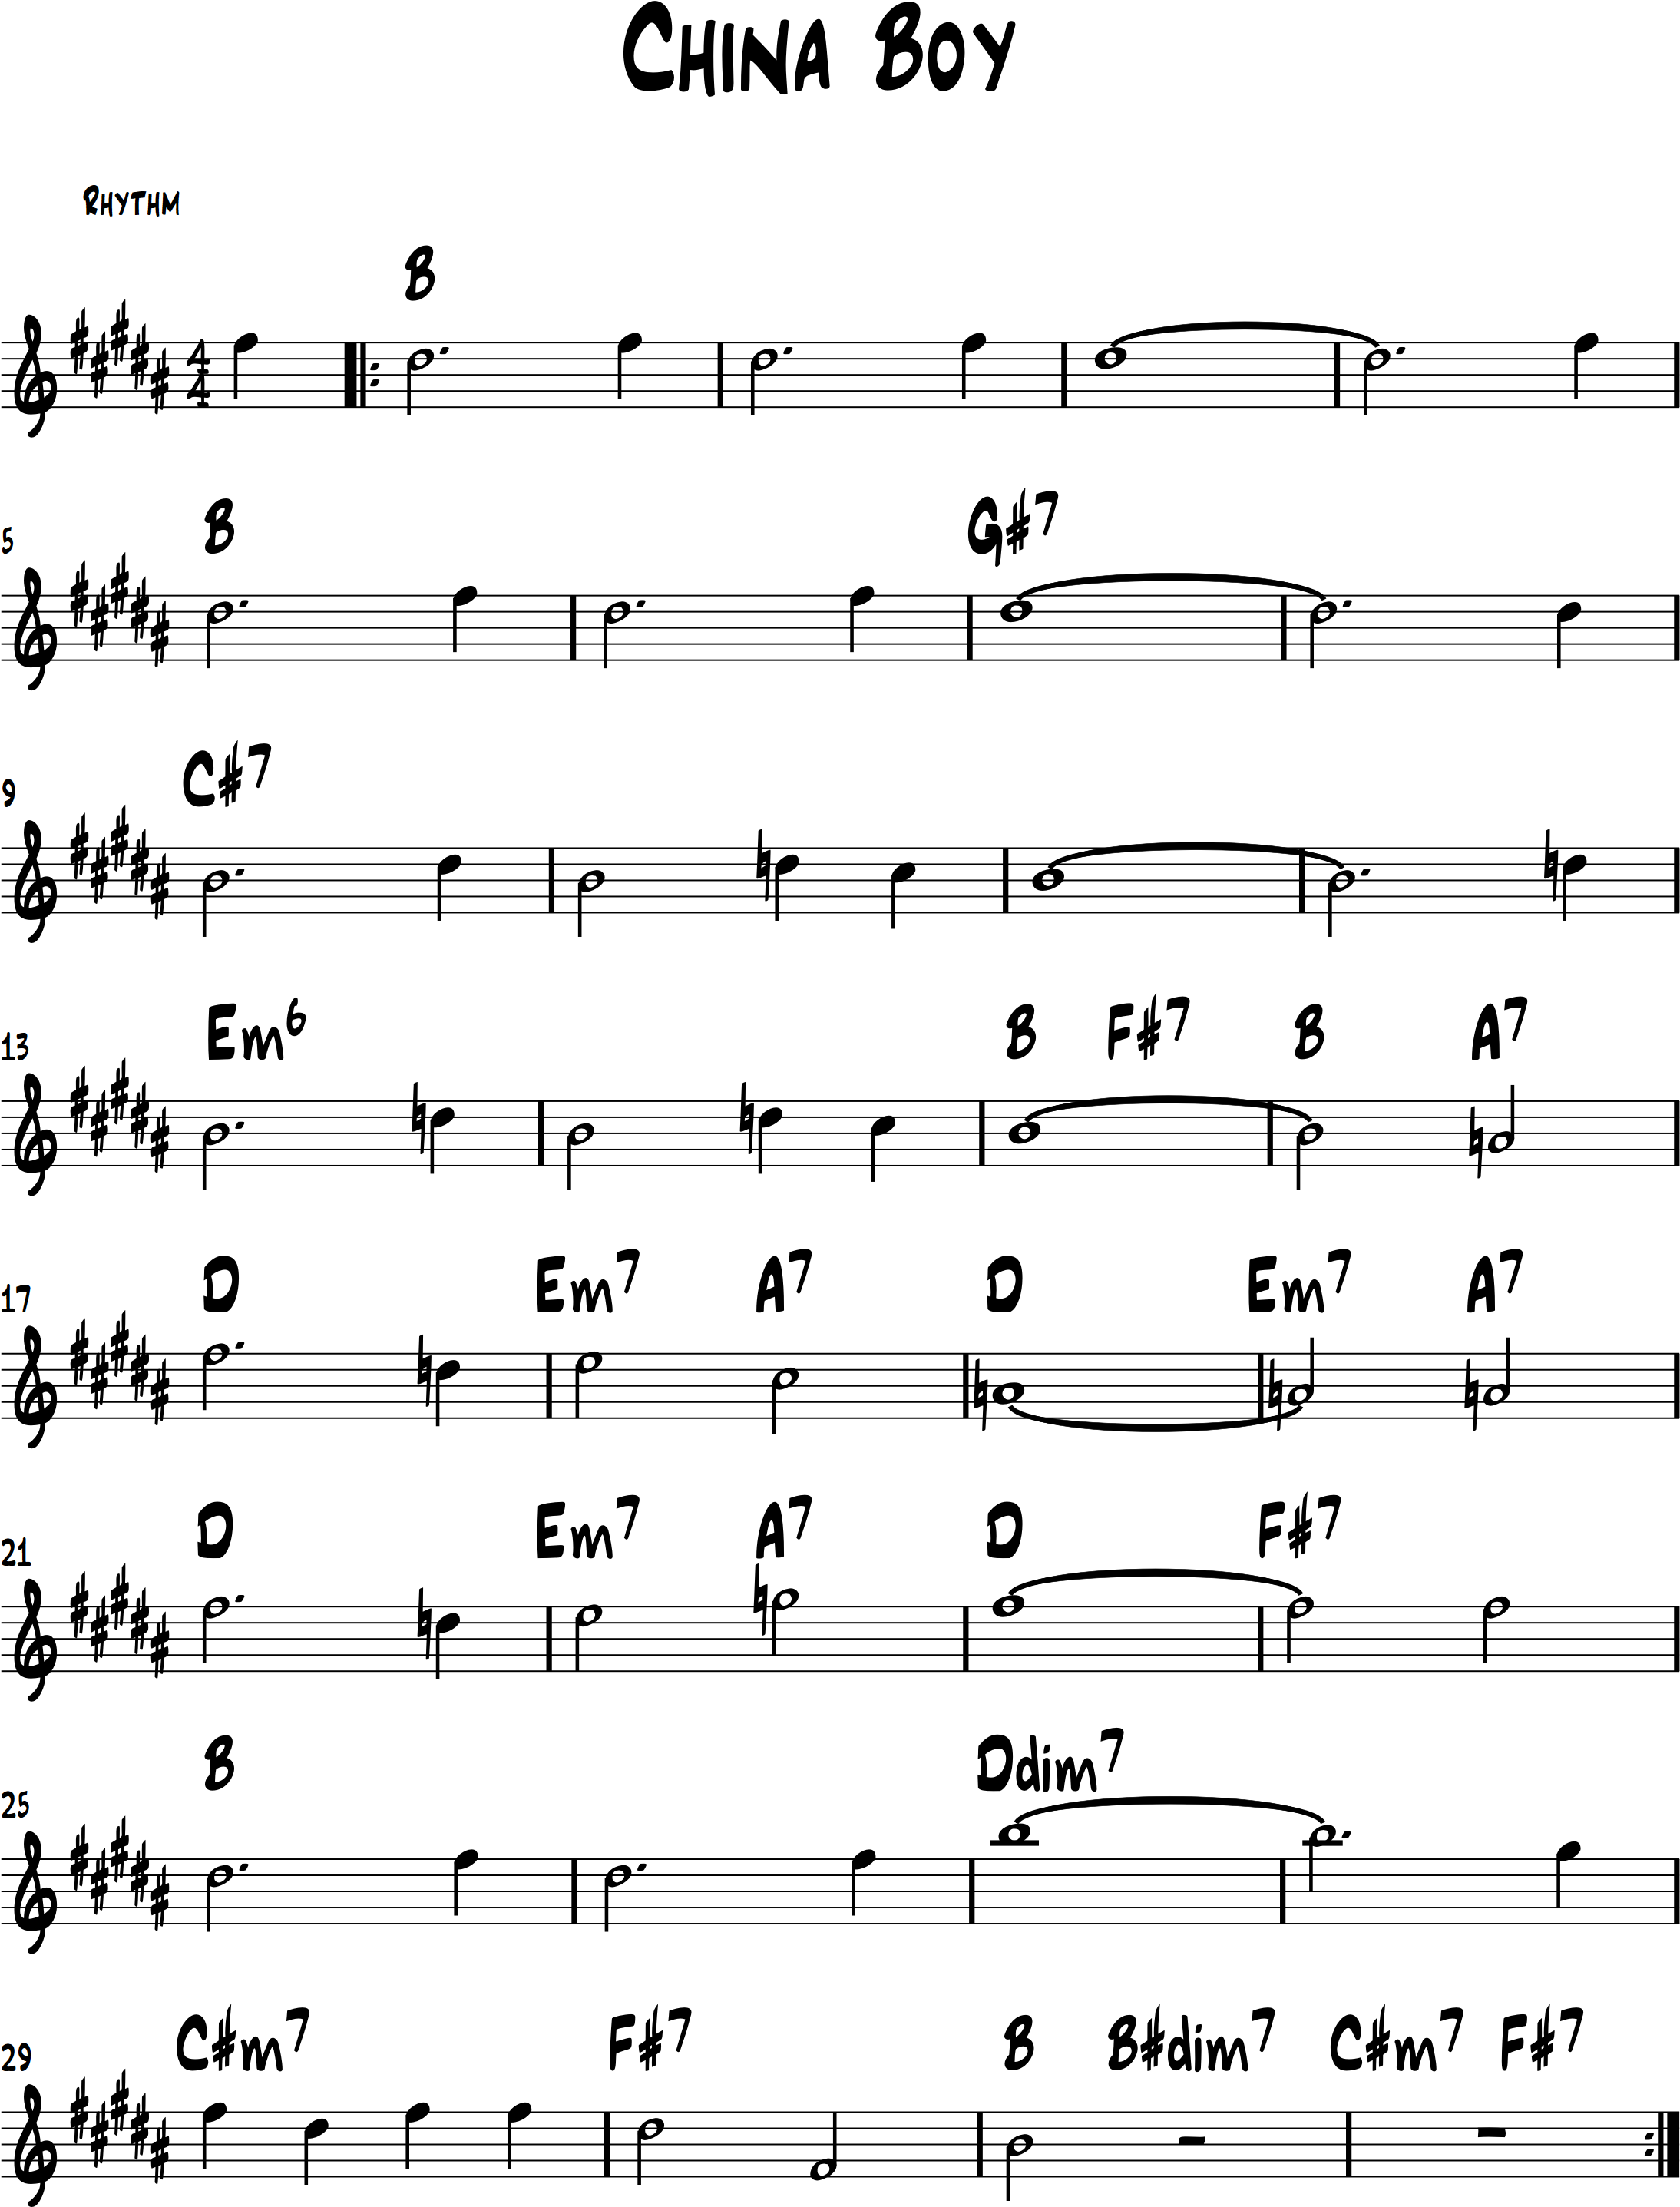 China Boy
Rhythm
4
4
B
5 B G#7
9 C#7
13 Em6 B F#7 B A7
17 D Em7 A7 D Em7 A7
21 D Em7 A7 D F#7
25 B Ddim7
29 C#m7 F#7 B B#dim7 C#m7 F#7